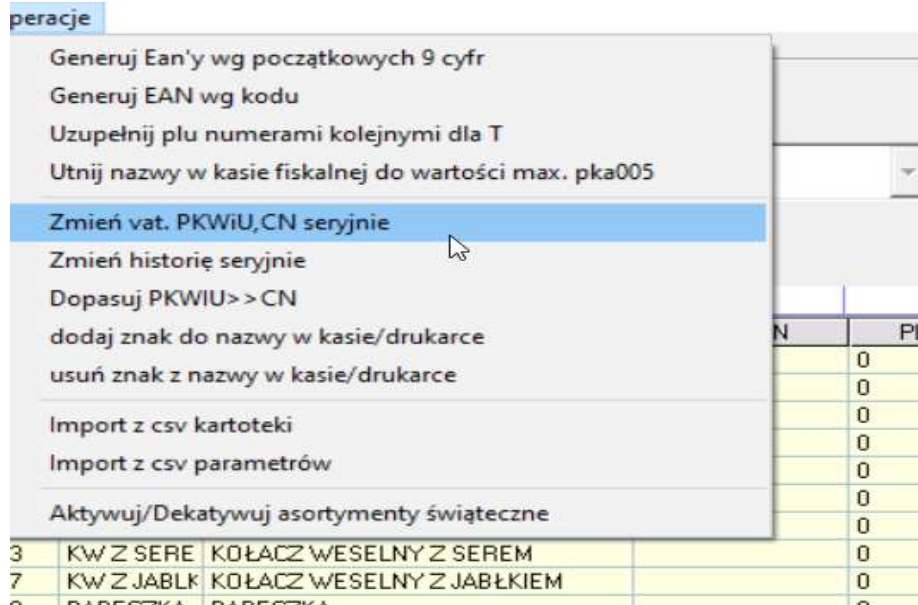 peracje
Generuj Ean'y wg początkowych 9 cyfr
Generuj EAN wg kodu
Uzupełnij plu numerami kolejnymi dla T
Utnij nazwy w kasie fiskalnej do wartości max. pka005
Zmień vat. PKWiU,CN seryjnie
Zmień historię seryjnie
Dopasuj PKWIU>>CN
dodaj znak do nazwy w kasie/drukarce
usuń znak z nazwy w kasie/drukarce
Import z csv kartoteki
Import z csv parametrów
Aktywuj/Dekatywuj asortymenty świąteczne
N
0
0
0
0
0
0
0
3 KW Z SERE KOŁACZ WESELNY Z SEREM 0
7 KW Z JABLK KOŁACZ WESELNY Z JABŁKIEM 0